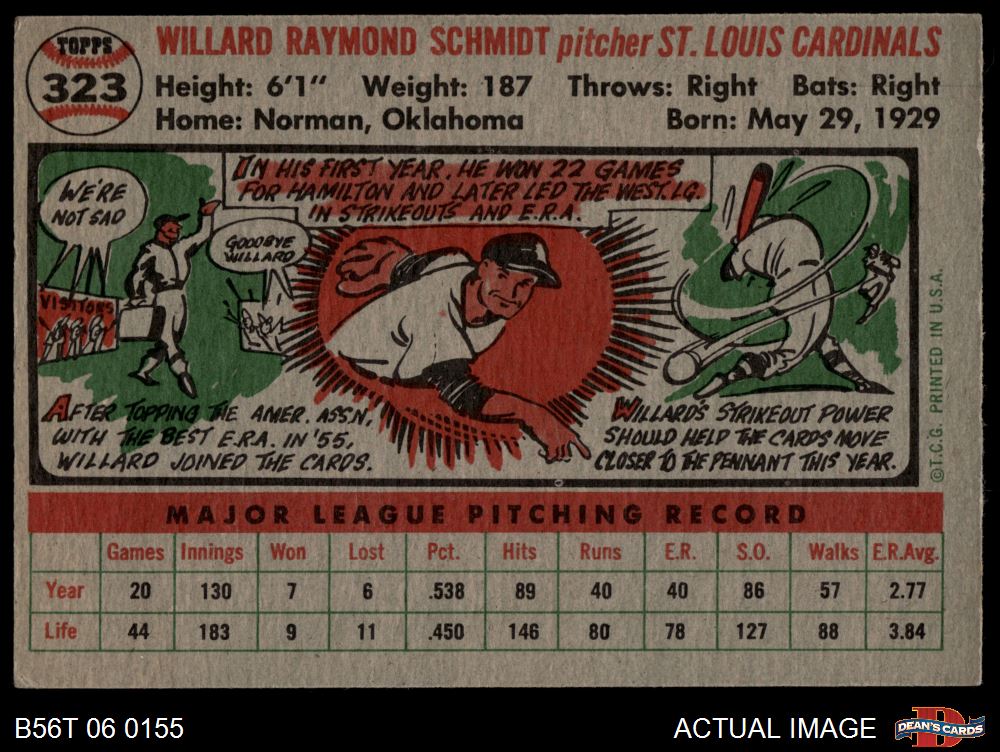 TOPPS
323
WILLARD RAYMOND SCHMIDT pitcher ST. LOUIS CARDINALS
Height: 6'1" Weight: 187 Throws: Right Bats: Right
Home: Norman, Oklahoma Born: May 29, 1929
WE'RE
NOT SAD
VISITORS
IN HIS FIRST YEAR, HE WON 22 GAMES
FOR HAMILTON AND LATER LED THE WEST. LG.
IN STRIKEOUTS AND E.R.A.
GOODBYE
WILLARD
AFTER TOPPING THE AMER. ASS'N.
WITH THE BEST E.R.A. IN '55,
WILLARD JOINED THE CARDS.
WILLARD'S STRIKEOUT POWER
SHOULD HELP THE CARDS MOVE
CLOSER TO THE PENNANT THIS YEAR.
©T.C.G. PRINTED IN U.S.A.
MAJOR LEAGUE PITCHING RECORD
Games Innings Won Lost Pct. Hits Runs E.R. S.O. Walks E.R.Avg.
Year 20 130 7 6 .538 89 40 40 86 57 2.77
Life 44 183 9 11 .450 146 80 78 127 88 3.84
B56T 06 0155
ACTUAL IMAGE
D
DEAN'S CARDS